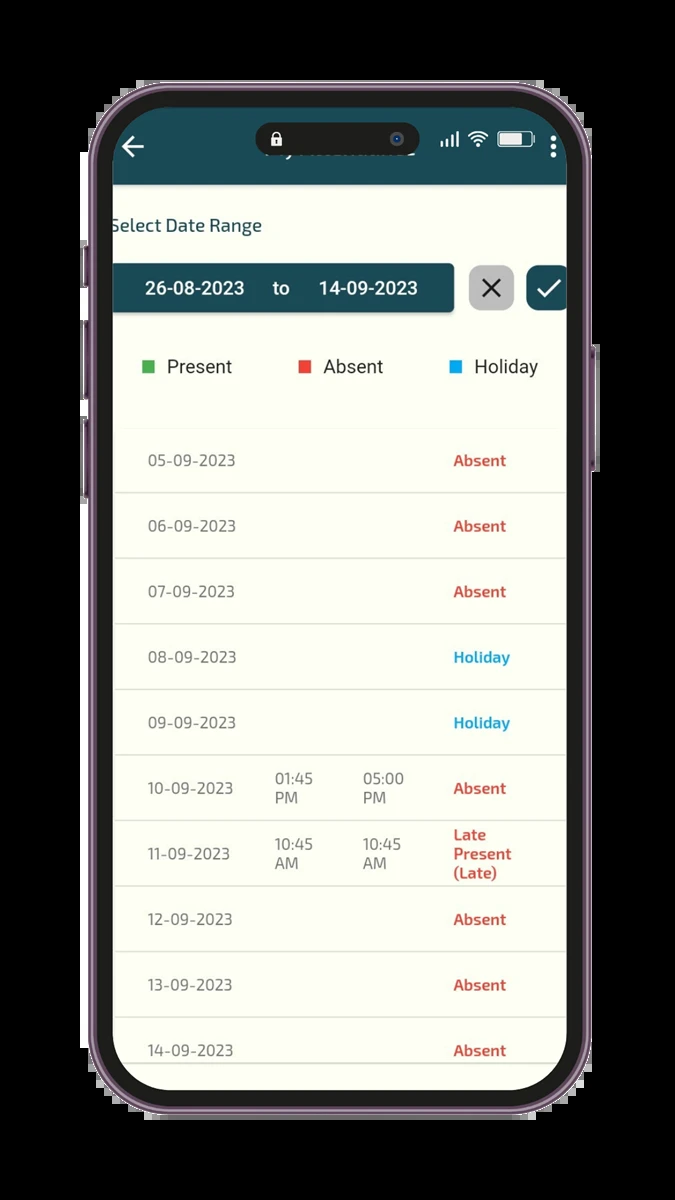 Select Date Range
26-08-2023 to 14-09-2023
Present Absent Holiday
05-09-2023 Absent
06-09-2023 Absent
07-09-2023 Absent
08-09-2023 Holiday
09-09-2023 Holiday
10-09-2023 01:45 PM 05:00 PM Absent
11-09-2023 10:45 AM 10:45 AM Late Present (Late)
12-09-2023 Absent
13-09-2023 Absent
14-09-2023 Absent